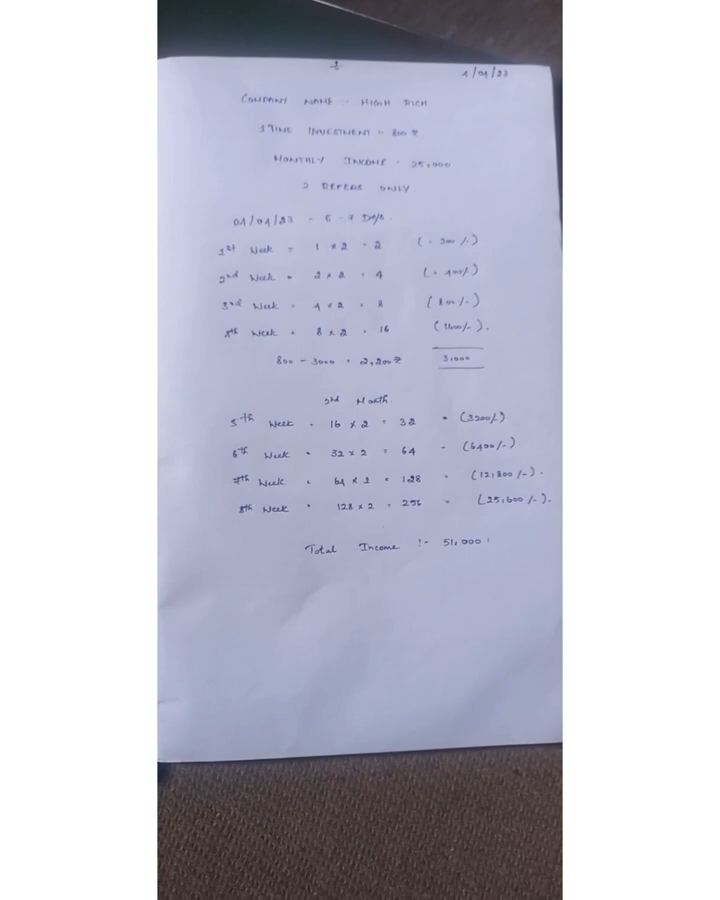 1/04/23
COMPANY NAME :- HIGH RICH
1 TIME INVESTMENT :- 800 ₹
MONTHLY INCOME - 25,000
2 REFERS DAILY.
01/04/23 - 6 - 7 Days.
1st Week = 1 x 2 = 2 (= 200 /-)
2nd Week = 2 x 2 = 4 (= 400/-)
3rd Week = 4 x 2 = 8 (800/-)
4th Week = 8 x 2 = 16 (1600/-).
800 - 3000 = 2,200₹ 3,000
2nd Month.
5th Week = 16 x 2 = 32 = (3200/-)
6th Week = 32 x 2 = 64 - (6400/-)
7th Week = 64 x 2 = 128 = (12,800/-).
8th Week = 128 x 2 = 256 = (25,600/-).
Total Income :- 51,000